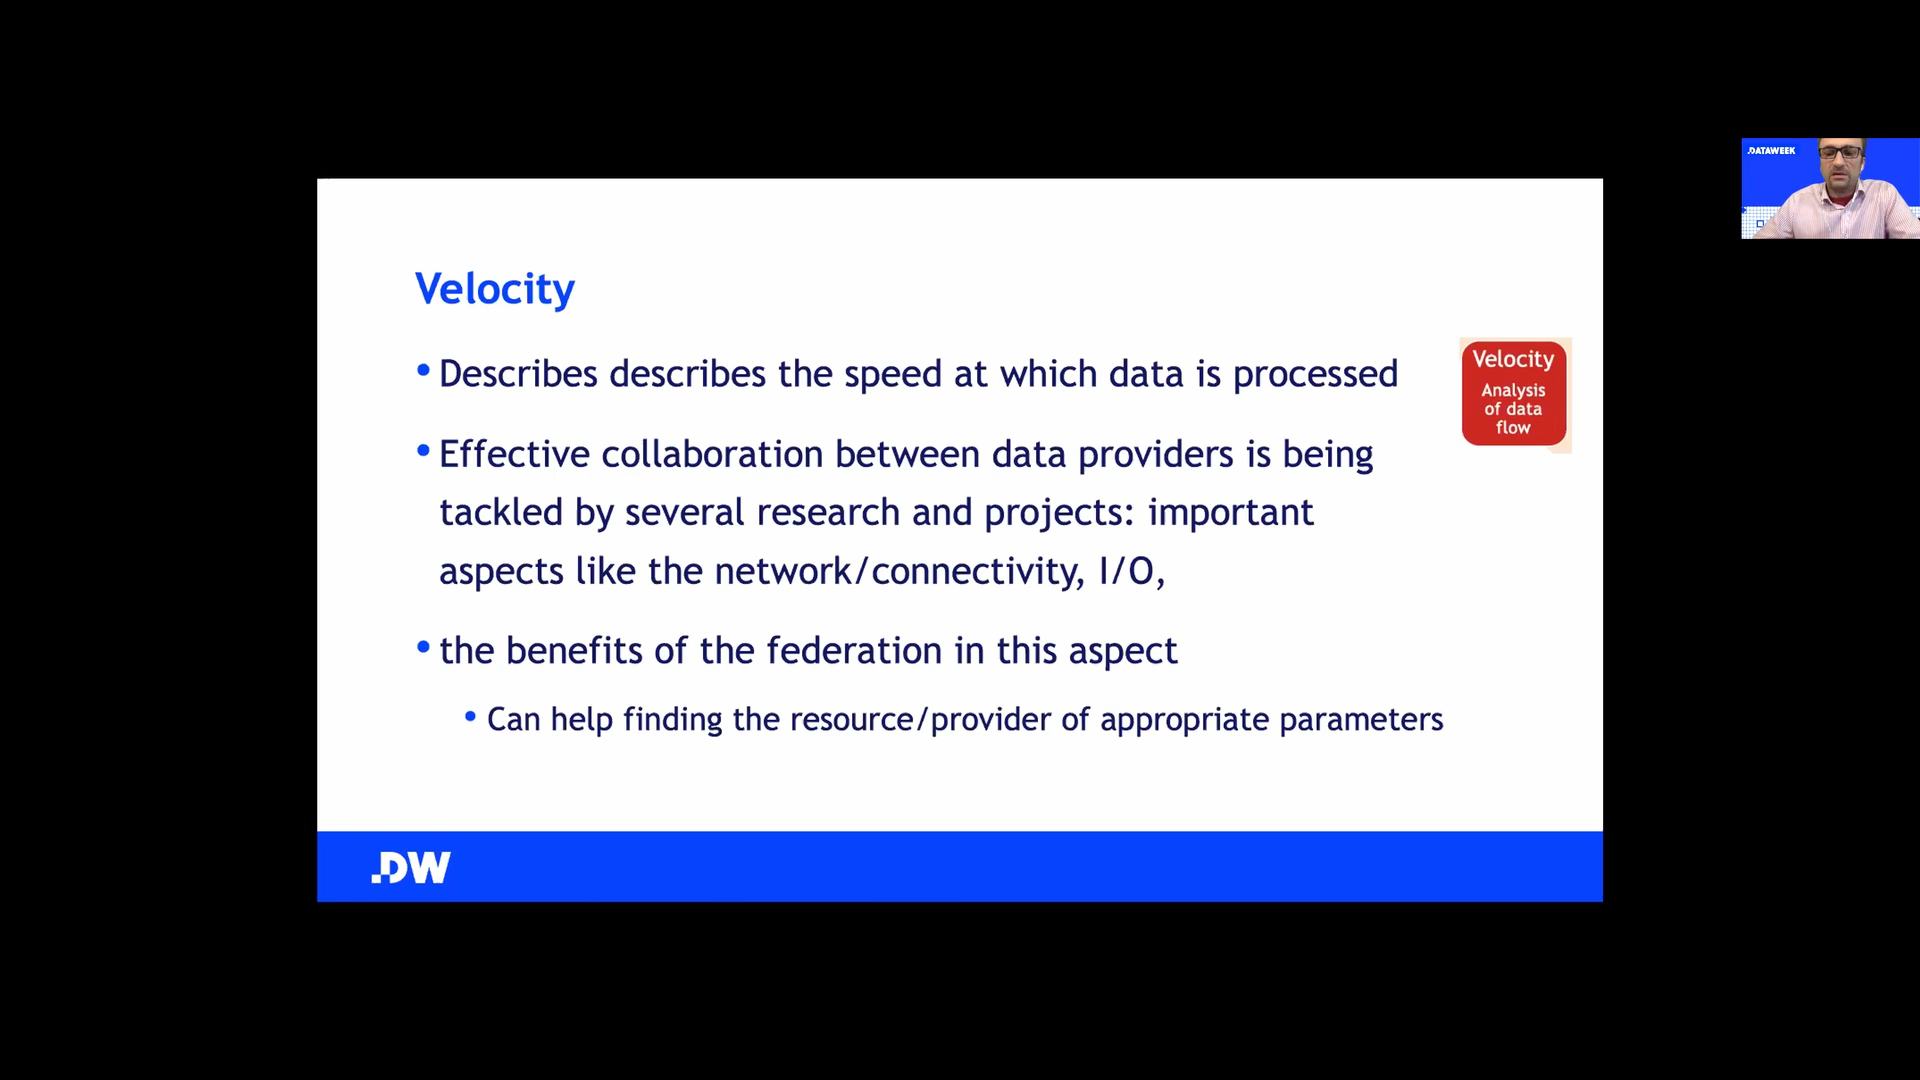 .DATAWEEK
Velocity
• Describes describes the speed at which data is processed
Velocity
Analysis
of data
flow
• Effective collaboration between data providers is being
tackled by several research and projects: important
aspects like the network/connectivity, I/O,
• the benefits of the federation in this aspect
• Can help finding the resource/provider of appropriate parameters
.DW